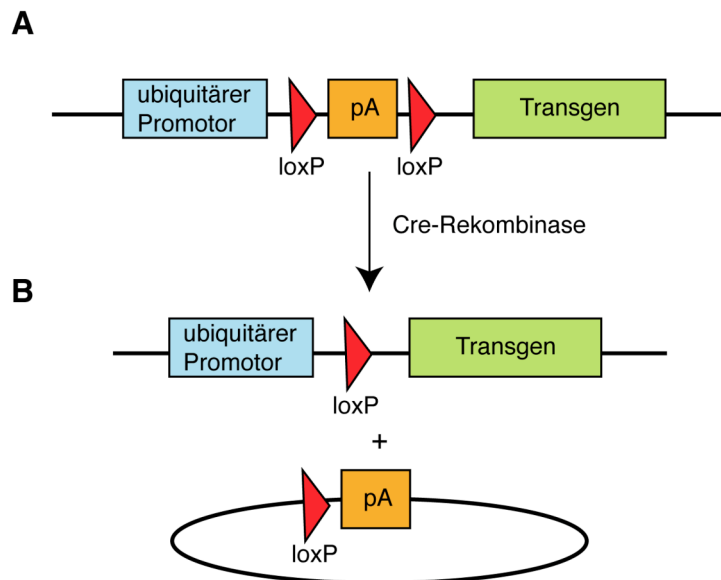 A
ubiquitärer
Promotor
pA
Transgen
loxP
loxP
Cre-Rekombinase
B
ubiquitärer
Promotor
Transgen
loxP
+
pA
loxP